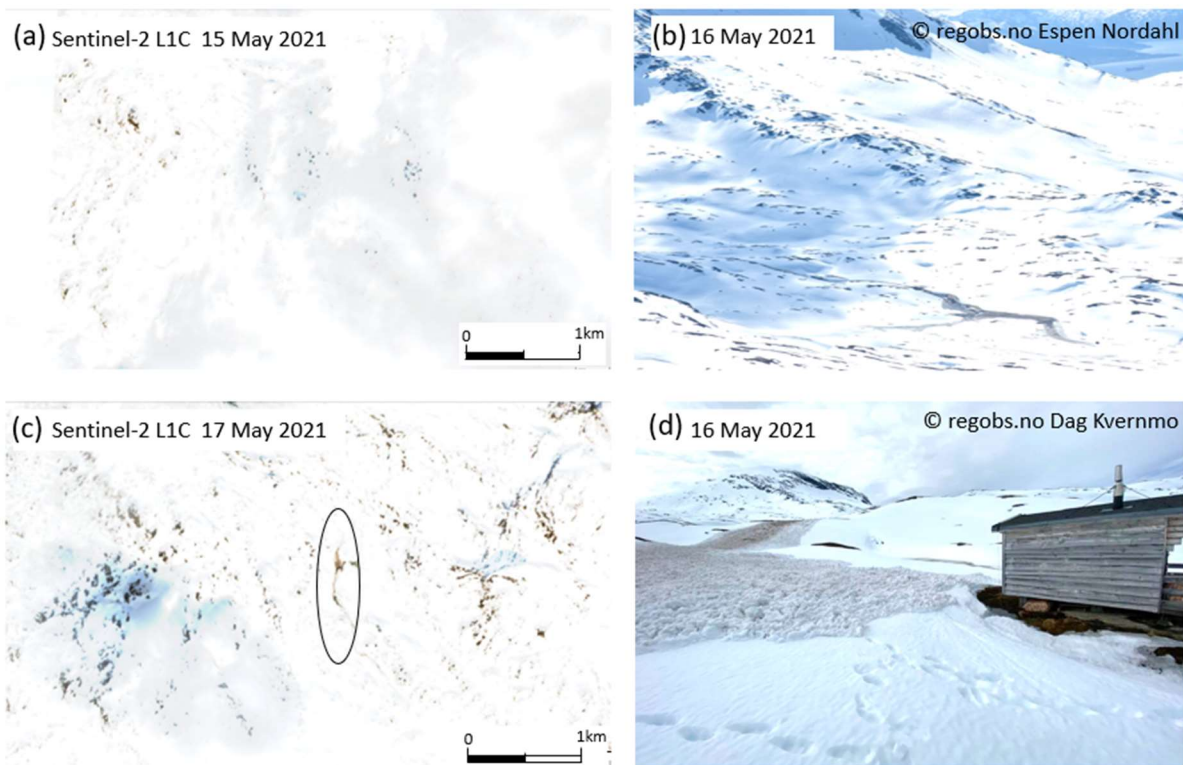 (a) Sentinel-2 L1C 15 May 2021
0 1km
(b) 16 May 2021
© regobs.no Espen Nordahl
(c) Sentinel-2 L1C 17 May 2021
0 1km
(d) 16 May 2021
© regobs.no Dag Kvernmo